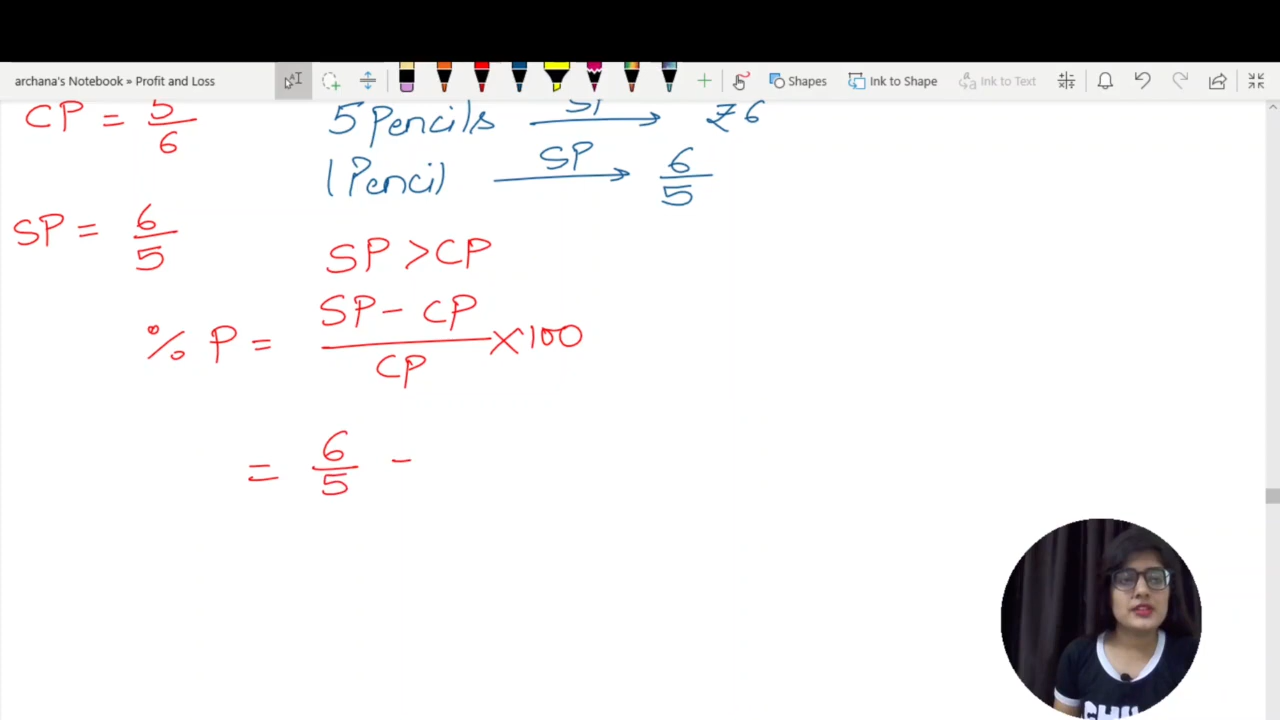 archana's Notebook » Profit and Loss
Shapes
Ink to Shape
Ink to Text
CP = 5/6
5 Pencils SP → ₹6
1 Pencil SP → 6/5
SP = 6/5
SP > CP
% P = SP - CP / CP × 100
= 6/5 -